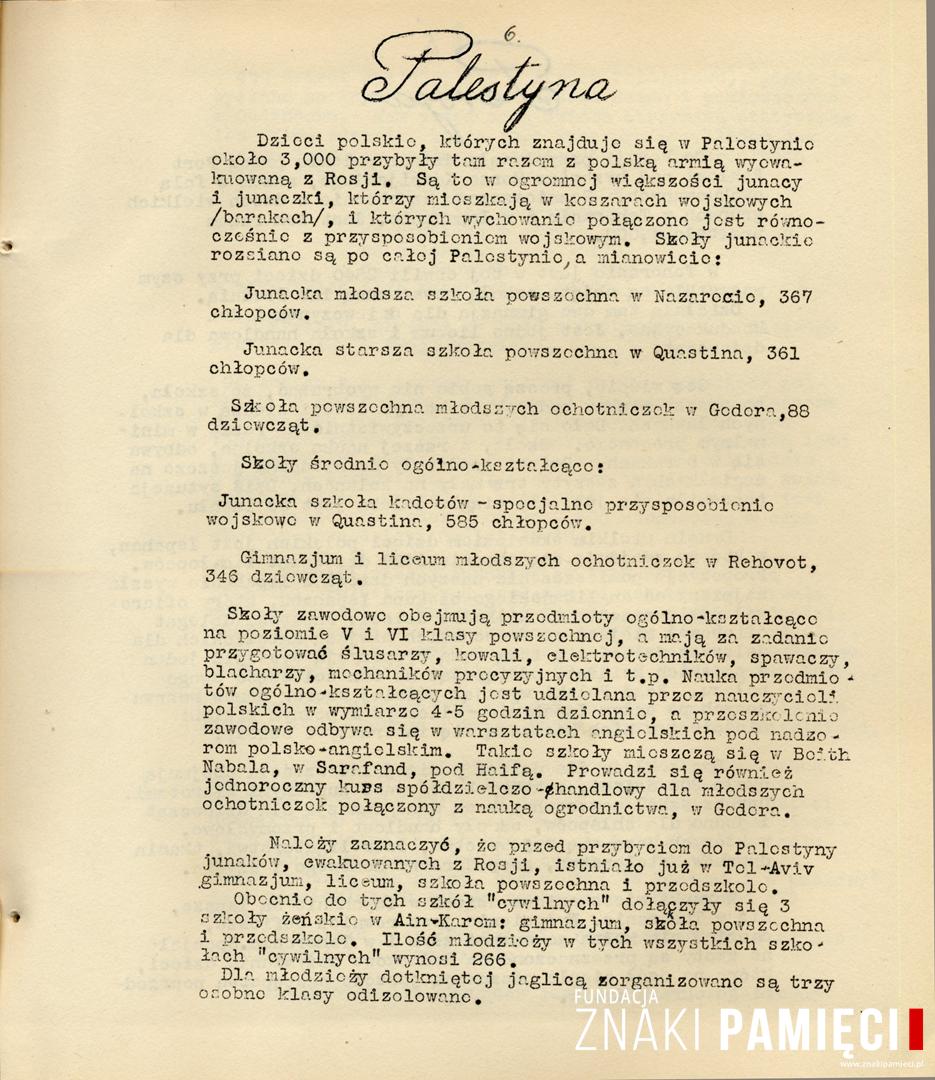 6.
Palestyna
Dzieci polskie, których znajduje się w Palestynie
około 3,000 przybyły tam razem z polską armią wyewa-
kuowaną z Rosji. Są to w ogromnej większości junacy
i junaczki, którzy mieszkają w koszarach wojskowych
/barakach/, i których wychowanie połączone jest równo-
cześnie z przysposobieniem wojskowym. Skoły junackie
rozsiane są po całej Palestynie, a mianowicie:
Junacka młodsza szkoła powszechna w Nazarecie, 367
chłopców.
Junacka starsza szkoła powszechna w Quastina, 361
chłopców.
Szkoła powszechna młodszych ochotniczek w Gedera,88
dziewcząt.
Szkoły średnie ogólno-kształcące:
Junacka szkoła kadetów - specjalne przysposobienie
wojskowe w Quastina, 585 chłopców.
Gimnazjum i liceum młodszych ochotniczek w Rehovot,
346 dziewcząt.
Skoły zawodowe obejmują przedmioty ogólno-kształcące
na poziomie V i VI klasy powszechnej, a mają za zadanie
przygotować ślusarzy, kowali, elektrotechników, spawaczy,
blacharzy, mechaników precyzyjnych i t.p. Nauka przedmio-
tów ogólno-kształcących jest udzielana przez nauczycieli
polskich w wymiarze 4-5 godzin dziennie, a przeszkolenie
zawodowe odbywa się w warsztatach angielskich pod nadzo-
rem polsko-angielskim. Takie szkoły mieszczą się w Beith
Nabala, w Sarafand, pod Haifą. Prowadzi się również
jednoroczny kurs spółdzielczo-handlowy dla młodszych
ochotniczek połączony z nauką ogrodnictwa, w Gedera.
Należy zaznaczyć, że przed przybyciem do Palestyny
junaków, ewakuowanych z Rosji, istniało już w Tel-Aviv
gimnazjum, liceum, szkoła powszechna i przedszkole.
Obecnie do tych szkół "cywilnych" dołączyły się 3
szkoły żeńskie w Ain-Karem: gimnazjum, skoła powszechna
i przedszkole. Ilość młodzieży w tych wszystkich szko-
łach "cywilnych" wynosi 266.
Dla młodzieży dotkniętej jaglicą zorganizowane są trzy
osobne klasy odizolowane.
FUNDACJA
ZNAKI PAMIĘCI
www.znakipamieci.pl